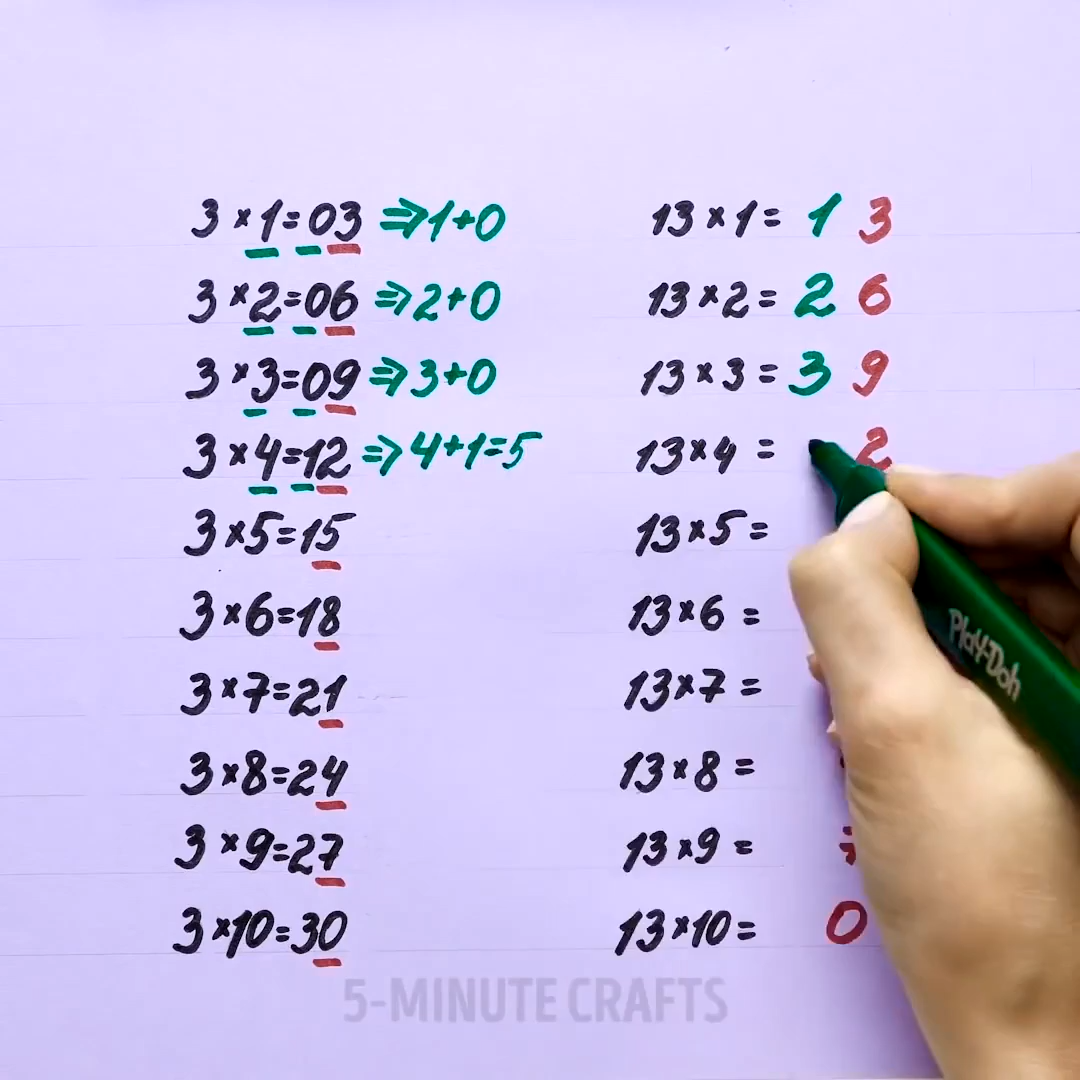 3×1=03 ⇒1+0 13×1= 1 3
3×2=06 ⇒2+0 13×2= 2 6
3×3=09 ⇒3+0 13×3= 3 9
3×4=12 ⇒4+1=5 13×4= 2
3×5=15 13×5=
3×6=18 13×6=
3×7=21 13×7=
3×8=24 13×8=
3×9=27 13×9=
3×10=30 13×10= 0
Play-Doh
5-MINUTE CRAFTS